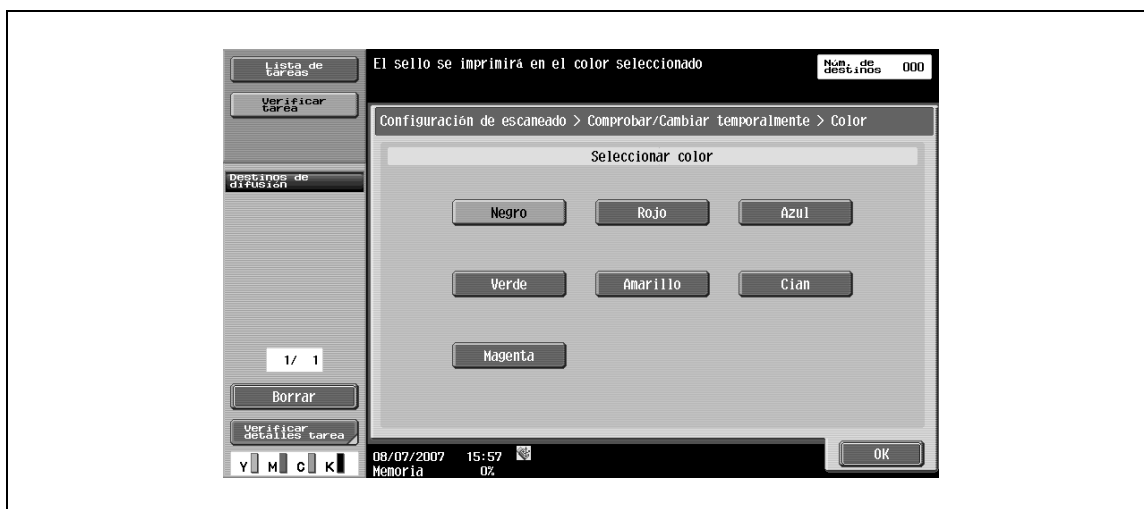 Lista de
tareas
El sello se imprimirá en el color seleccionado
Núm. de
destinos 000
Verificar
tarea
Configuración de escaneado > Comprobar/Cambiar temporalmente > Color
Seleccionar color
Destinos de
difusión
Negro Rojo Azul
Verde Amarillo Cian
Magenta
1/ 1
Borrar
Verificar
detalles tarea
Y M C K
08/07/2007 15:57
Memoria 0%
OK